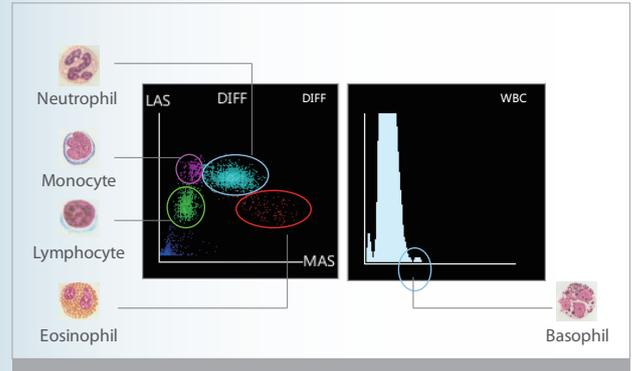 Neutrophil
Monocyte
Lymphocyte
Eosinophil
LAS
DIFF
DIFF
MAS
WBC
Basophil